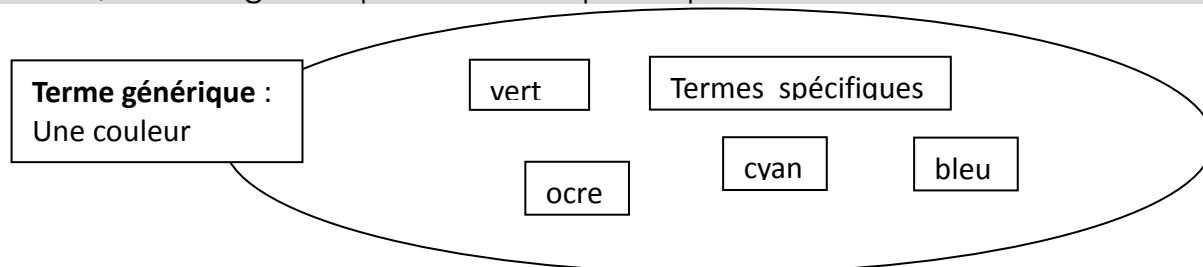 Terme générique :
Une couleur
vert
Termes spécifiques
cyan
bleu
ocre